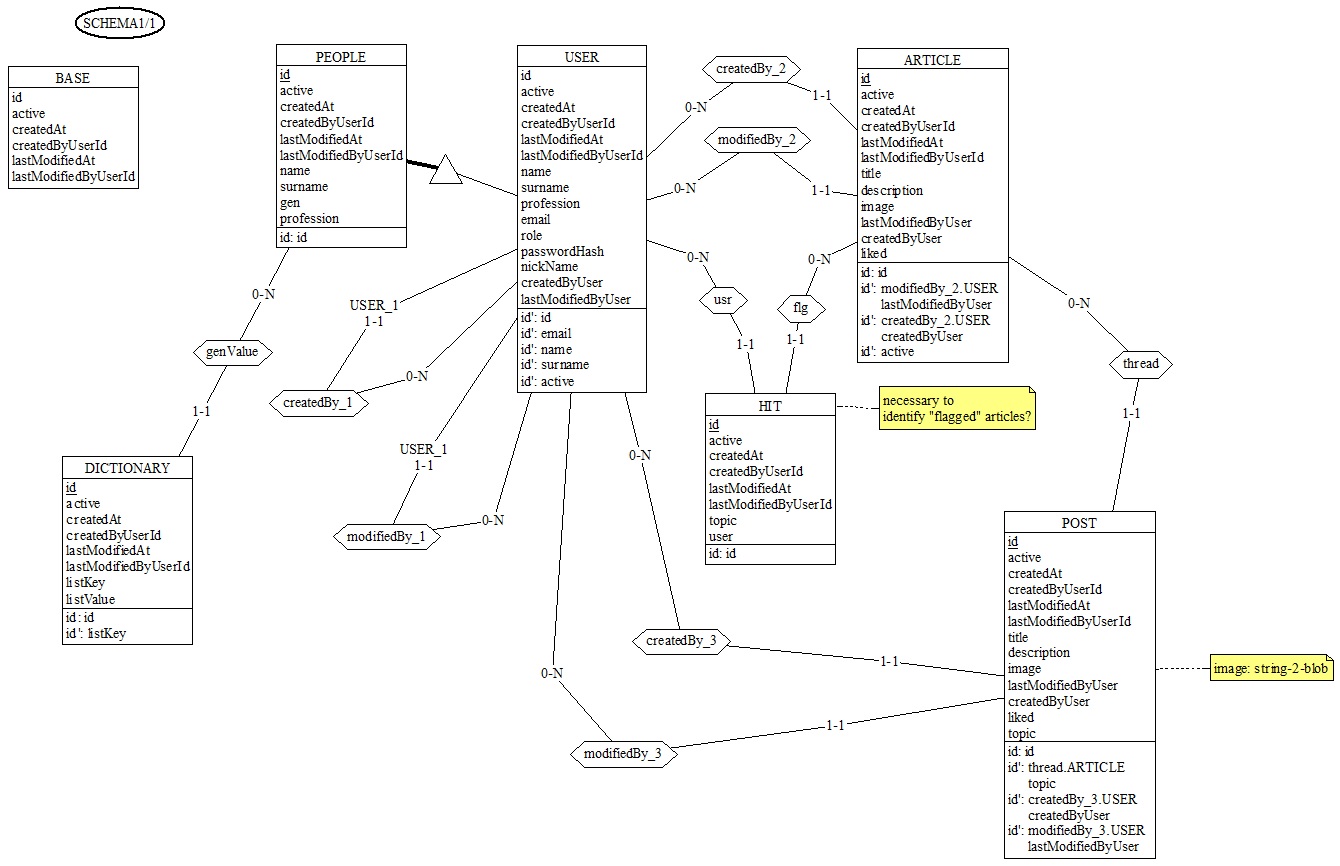 SCHEMA1/1
BASE
id
active
createdAt
createdByUserId
lastModifiedAt
lastModifiedByUserId
PEOPLE
id
active
createdAt
createdByUserId
lastModifiedAt
lastModifiedByUserId
name
surname
gen
profession
id: id
USER
id
active
createdAt
createdByUserId
lastModifiedAt
lastModifiedByUserId
name
surname
profession
email
role
passwordHash
nickName
createdByUser
lastModifiedByUser
id': id
id': email
id': name
id': surname
id': active
createdBy_2
0-N
1-1
modifiedBy_2
0-N
1-1
ARTICLE
id
active
createdAt
createdByUserId
lastModifiedAt
lastModifiedByUserId
title
description
image
lastModifiedByUser
createdByUser
liked
id: id
id': modifiedBy_2.USER
lastModifiedByUser
id': createdBy_2.USER
createdByUser
id': active
0-N
usr
1-1
0-N
flg
1-1
0-N
thread
1-1
0-N
genValue
1-1
USER_1
1-1
0-N
createdBy_1
USER_1
1-1
0-N
modifiedBy_1
HIT
id
active
createdAt
createdByUserId
lastModifiedAt
lastModifiedByUserId
topic
user
id: id
necessary to
identify "flagged" articles?
DICTIONARY
id
active
createdAt
createdByUserId
lastModifiedAt
lastModifiedByUserId
listKey
listValue
id: id
id': listKey
0-N
createdBy_3
1-1
0-N
modifiedBy_3
1-1
POST
id
active
createdAt
createdByUserId
lastModifiedAt
lastModifiedByUserId
title
description
image
lastModifiedByUser
createdByUser
liked
topic
id: id
id': thread.ARTICLE
topic
id': createdBy_3.USER
createdByUser
id': modifiedBy_3.USER
lastModifiedByUser
image: string-2-blob